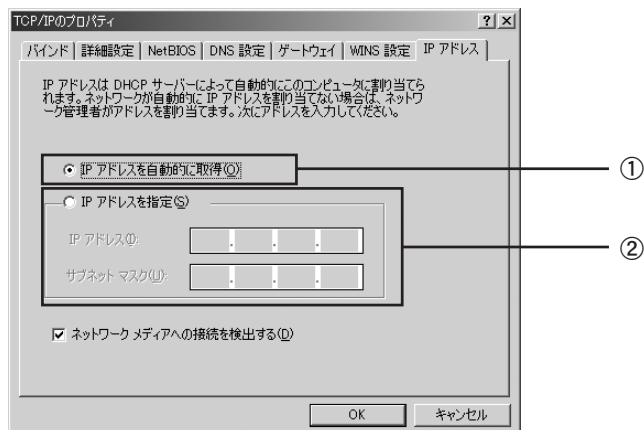 TCP/IPのプロパティ
バインド 詳細設定 NetBIOS DNS 設定 ゲートウェイ WINS 設定 IP アドレス
IP アドレスは DHCP サーバーによって自動的にこのコンピュータに割り当てら
れます。ネットワークが自動的に IP アドレスを割り当てない場合は、ネットワ
ーク管理者がアドレスを割り当てます。次にアドレスを入力してください。
IP アドレスを自動的に取得(O)
①
IP アドレスを指定(S)
IP アドレス(I):
②
サブネット マスク(U):
ネットワーク メディアへの接続を検出する(D)
OK キャンセル